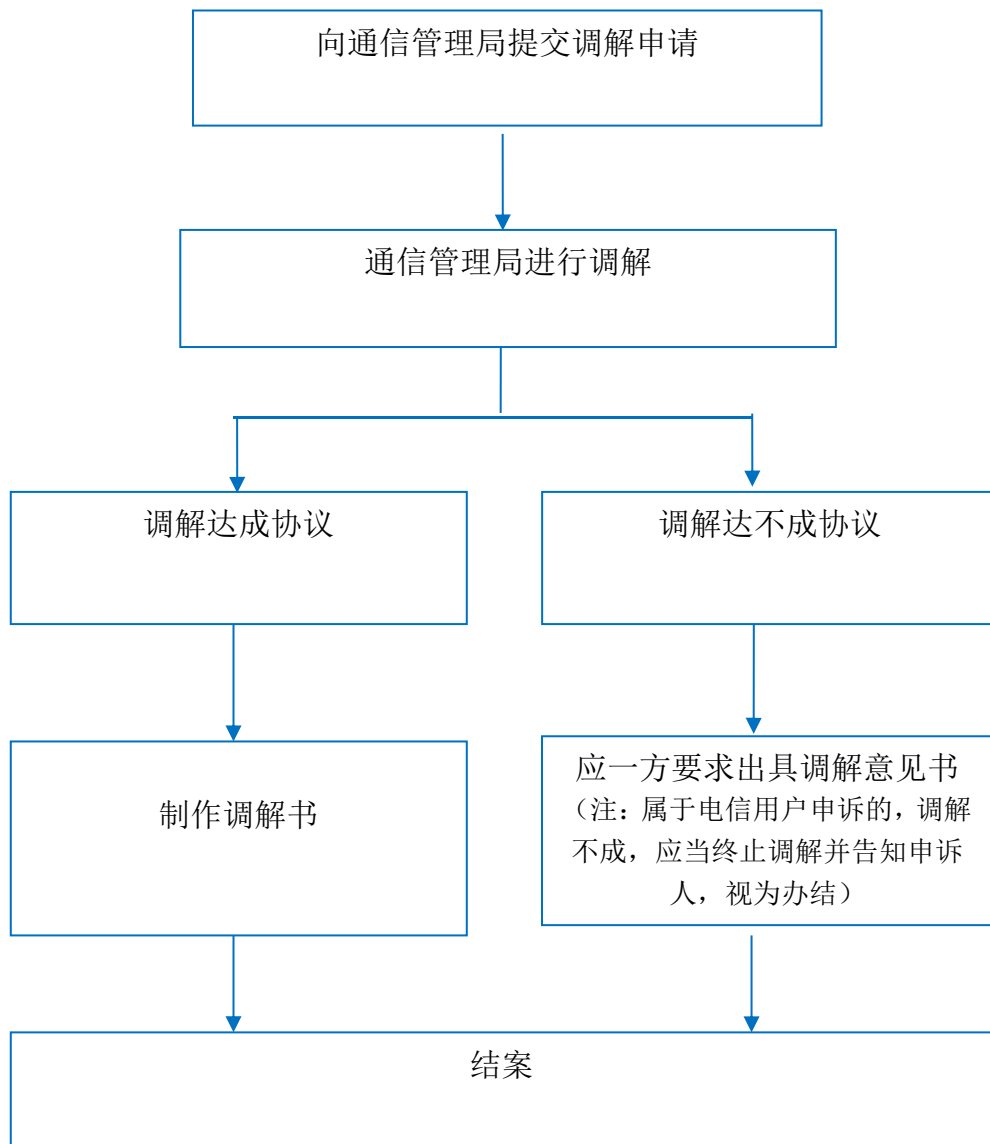 向通信管理局提交调解申请
通信管理局进行调解
调解达成协议
调解达不成协议
制作调解书
应一方要求出具调解意见书
（注：属于电信用户申诉的，调解
不成，应当终止调解并告知申诉
人，视为办结）
结案